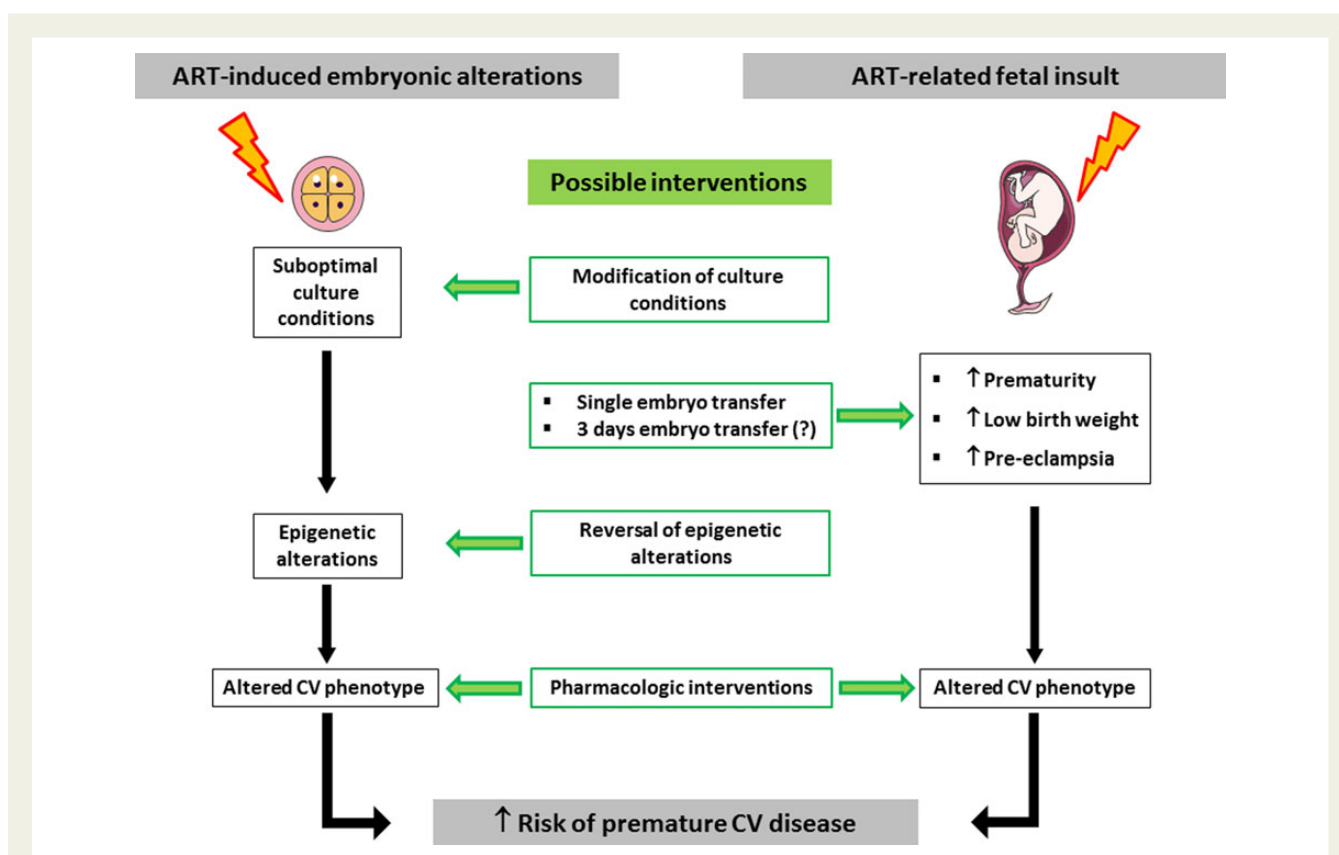 ART-induced embryonic alterations
ART-related fetal insult
Possible interventions
Suboptimal
culture
conditions
Modification of culture
conditions
▪ Single embryo transfer
▪ 3 days embryo transfer (?)
▪ ↑Prematurity
▪ ↑Low birth weight
▪ ↑Pre-eclampsia
Epigenetic
alterations
Reversal of epigenetic
alterations
Altered CV phenotype
Pharmacologic interventions
Altered CV phenotype
↑ Risk of premature CV disease